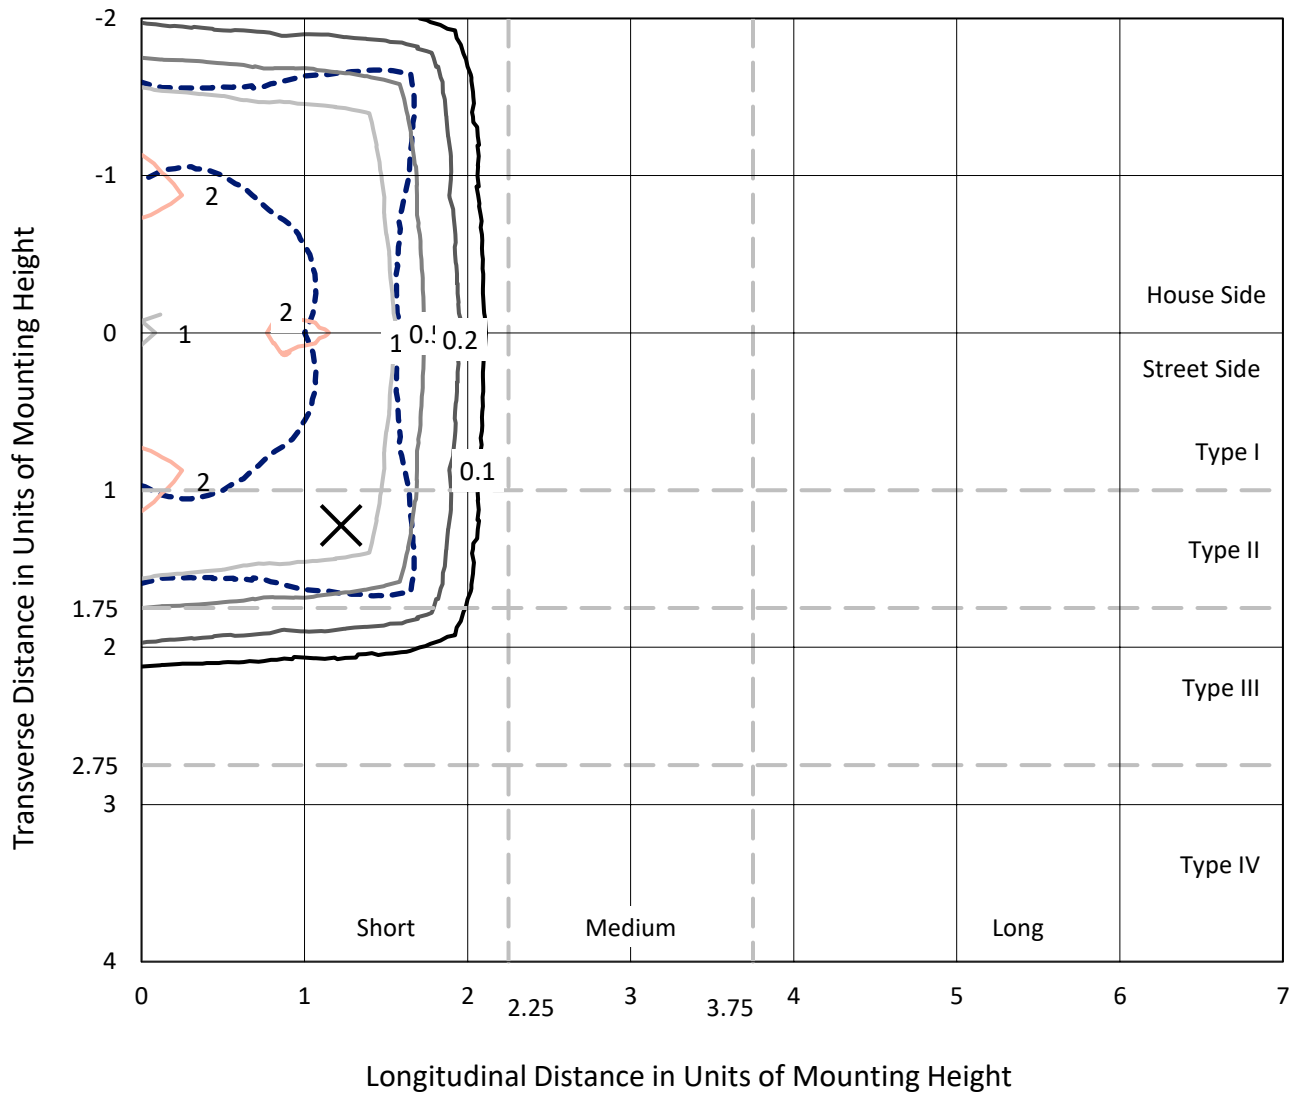 -2
-1
2
House Side
2
0
1
1
0.5
0.2
Street Side
Type I
0.1
2
1
Type II
1.75
2
Type III
2.75
3
Type IV
Short
Medium
Long
4
0
1
2
2.25
3
3.75
4
5
6
7
Transverse Distance in Units of Mounting Height
Longitudinal Distance in Units of Mounting Height